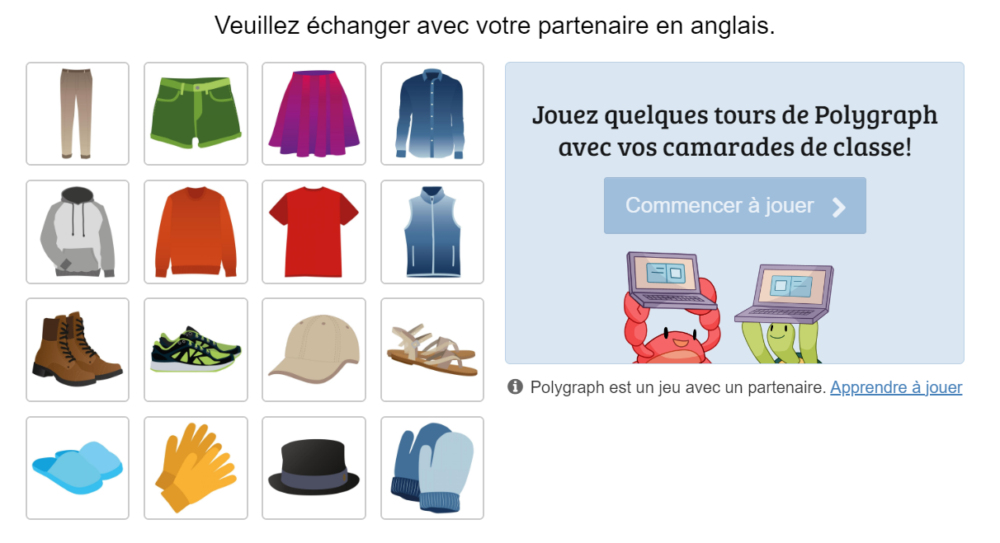 Veuillez échanger avec votre partenaire en anglais.
Jouez quelques tours de Polygraph
avec vos camarades de classe!
Commencer à jouer
Polygraph est un jeu avec un partenaire. Apprendre à jouer